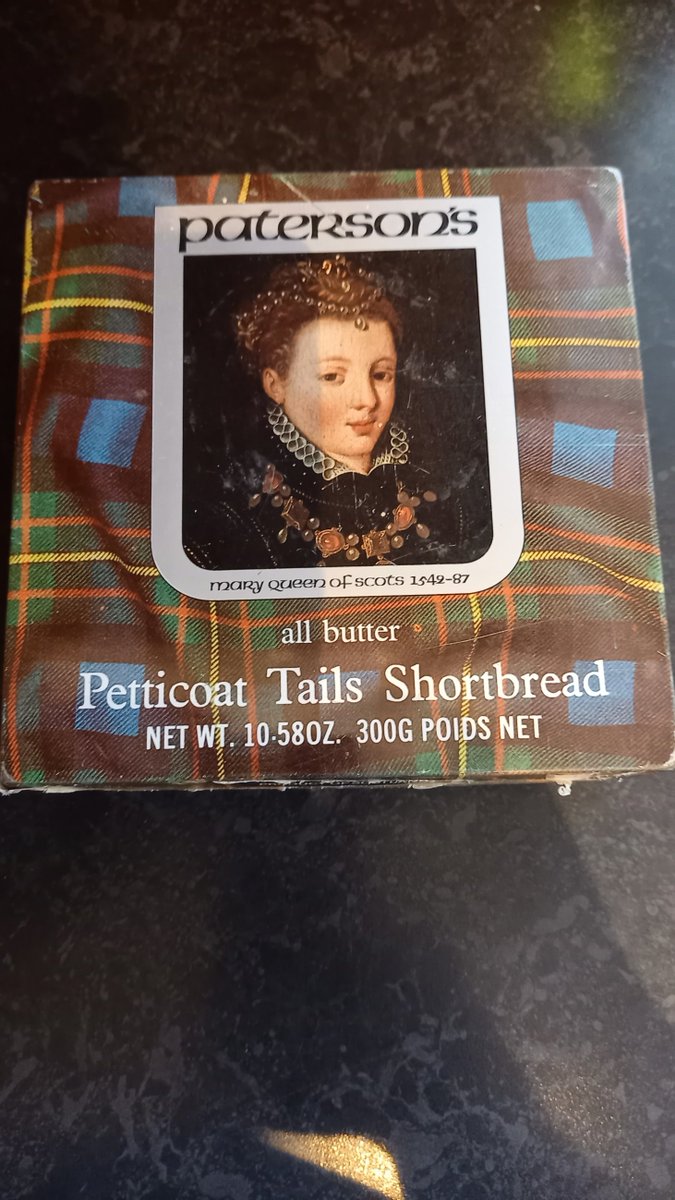 Paterson's
Mary Queen of Scots 1542-87
all butter
Petticoat Tails Shortbread
NET WT. 10·58OZ. 300G POIDS NET